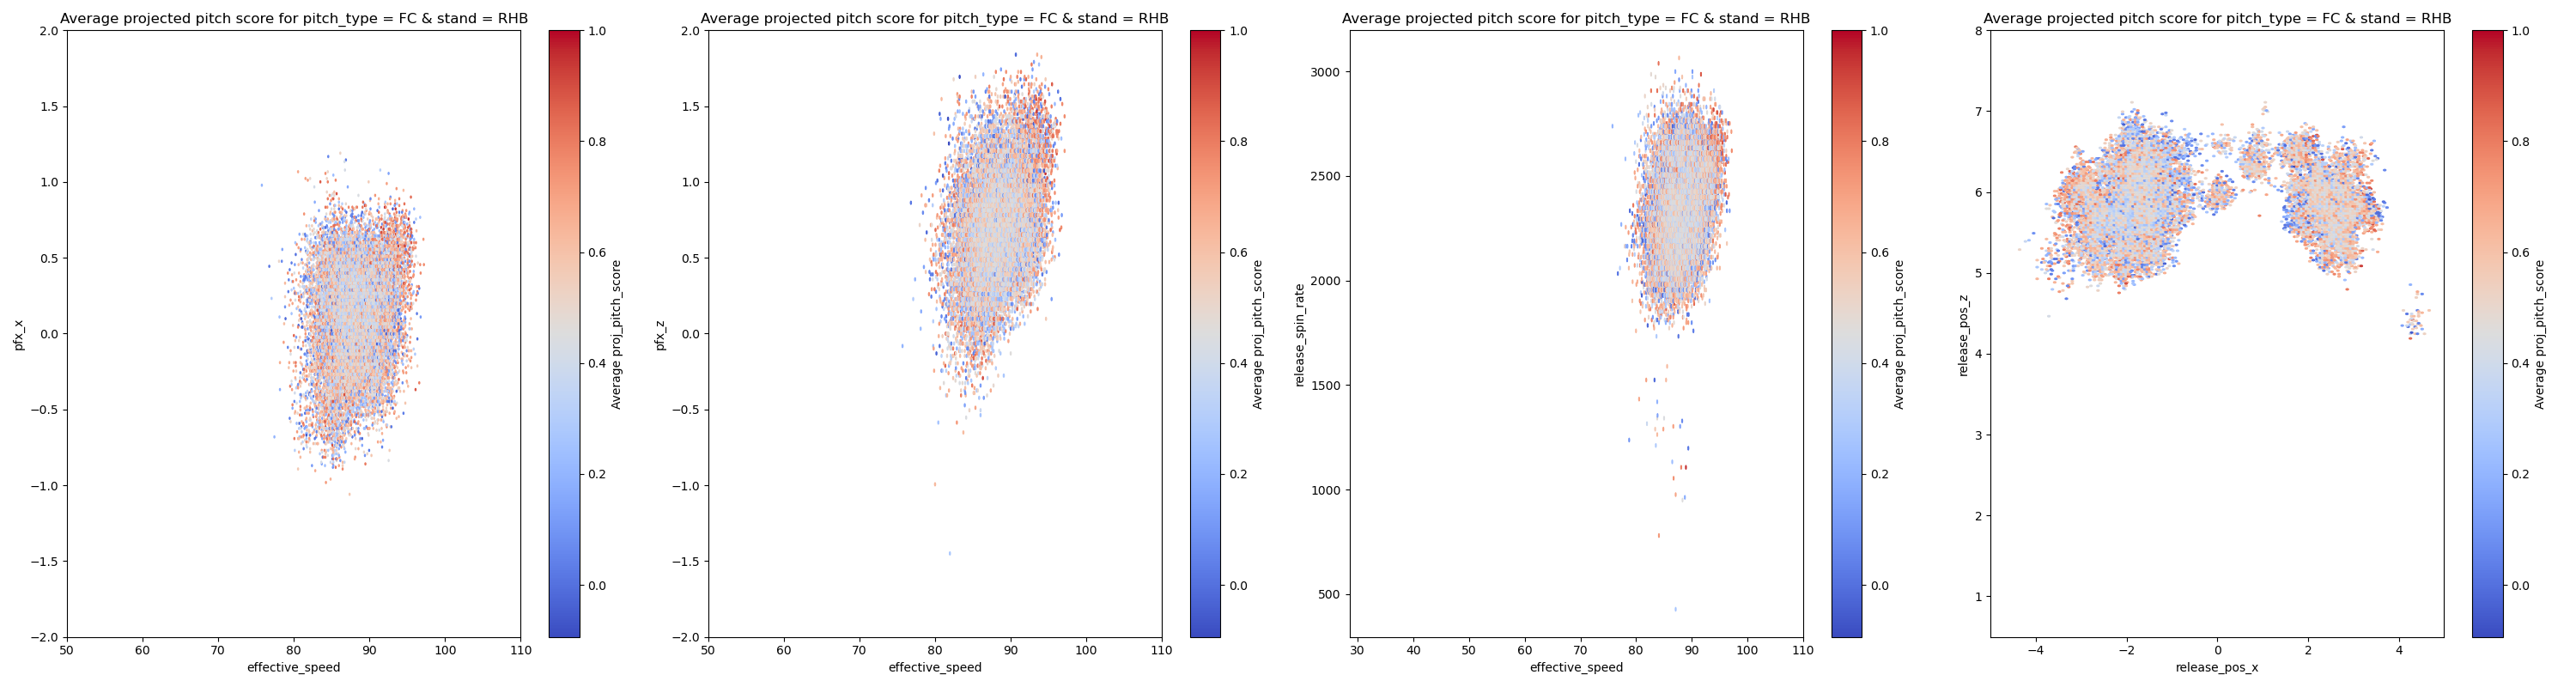 Average projected pitch score for pitch_type = FC & stand = RHB
2.0
1.5
1.0
0.5
0.0
−0.5
−1.0
−1.5
−2.0
pfx_x
50 60 70 80 90 100 110
effective_speed
1.0
0.8
0.6
0.4
0.2
0.0
Average proj_pitch_score
Average projected pitch score for pitch_type = FC & stand = RHB
2.0
1.5
1.0
0.5
0.0
−0.5
−1.0
−1.5
−2.0
pfx_z
50 60 70 80 90 100 110
effective_speed
1.0
0.8
0.6
0.4
0.2
0.0
Average proj_pitch_score
Average projected pitch score for pitch_type = FC & stand = RHB
3000
2500
2000
1500
1000
500
release_spin_rate
30 40 50 60 70 80 90 100 110
effective_speed
1.0
0.8
0.6
0.4
0.2
0.0
Average proj_pitch_score
Average projected pitch score for pitch_type = FC & stand = RHB
8
7
6
5
4
3
2
1
release_pos_z
−4 −2 0 2 4
release_pos_x
1.0
0.8
0.6
0.4
0.2
0.0
Average proj_pitch_score